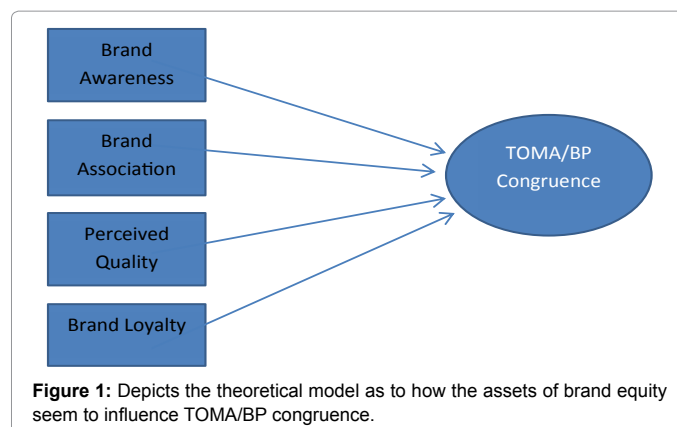 Brand
Awareness
Brand
Association
Perceived
Quality
Brand Loyalty
TOMA/BP
Congruence
Figure 1: Depicts the theoretical model as to how the assets of brand equity
seem to influence TOMA/BP congruence.